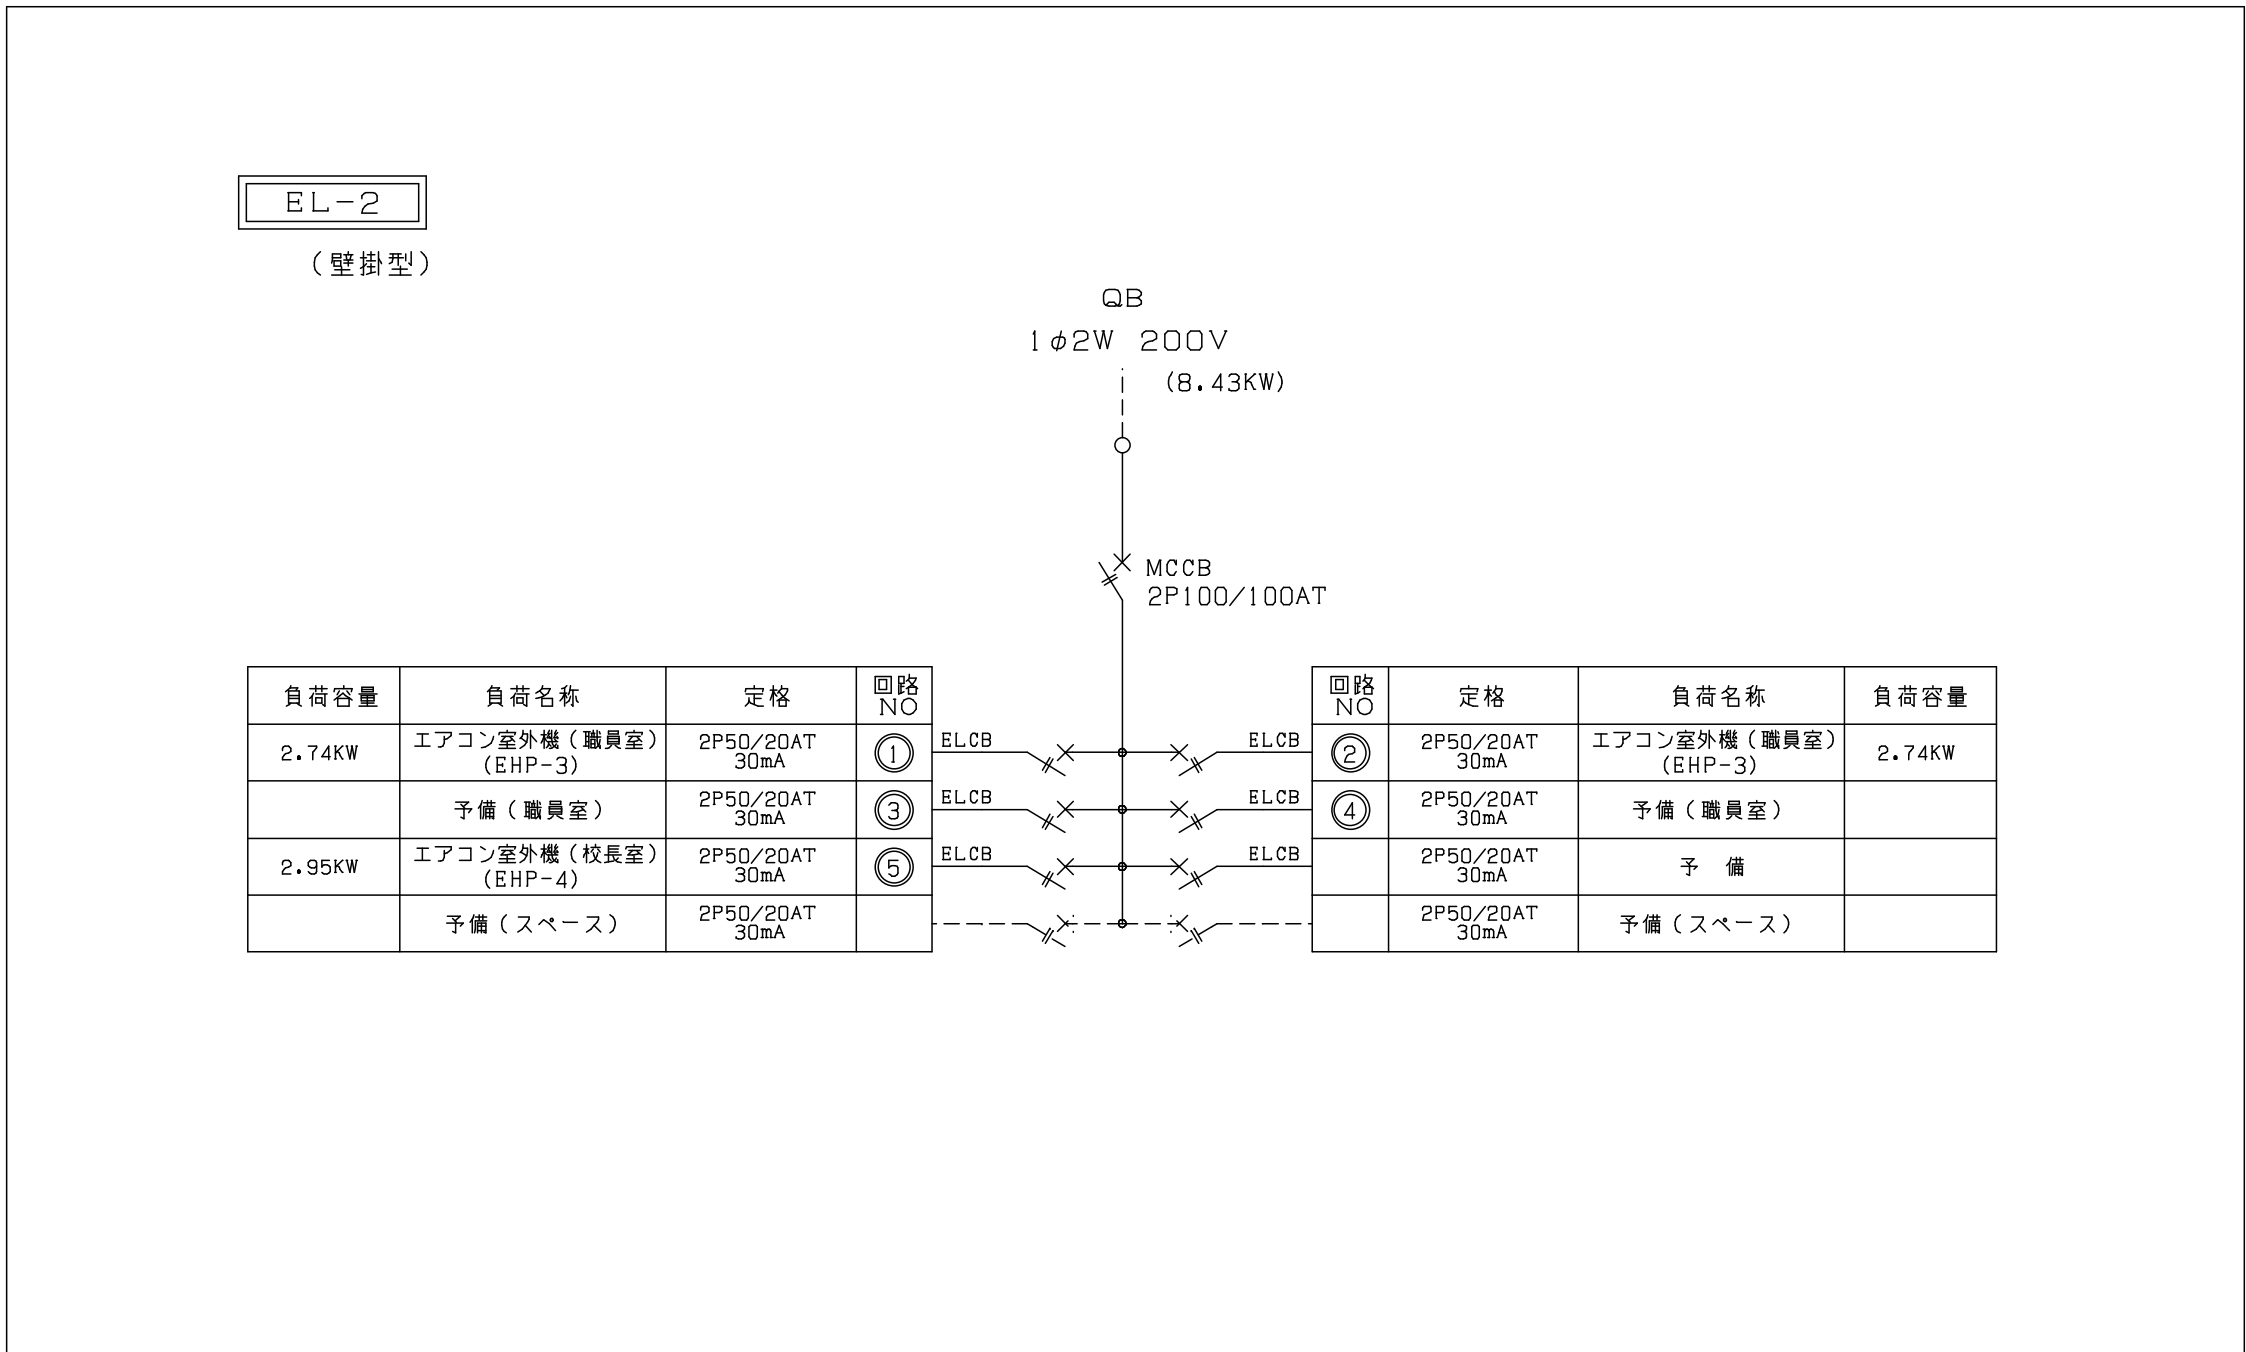 EL-2
(壁掛型)
QB
1φ2W 200V
(8.43KW)
MCCB
2P100/100AT
負荷容量 負荷名称 定格 回路NO
2.74KW エアコン室外機(職員室) (EHP-3) 2P50/20AT 30mA 1 ELCB
予備(職員室) 2P50/20AT 30mA 3 ELCB
2.95KW エアコン室外機(校長室) (EHP-4) 2P50/20AT 30mA 5 ELCB
予備(スペース) 2P50/20AT 30mA
回路NO 定格 負荷名称 負荷容量
ELCB 2 2P50/20AT 30mA エアコン室外機(職員室) (EHP-3) 2.74KW
ELCB 4 2P50/20AT 30mA 予備(職員室)
ELCB 2P50/20AT 30mA 予 備
2P50/20AT 30mA 予備(スペース)